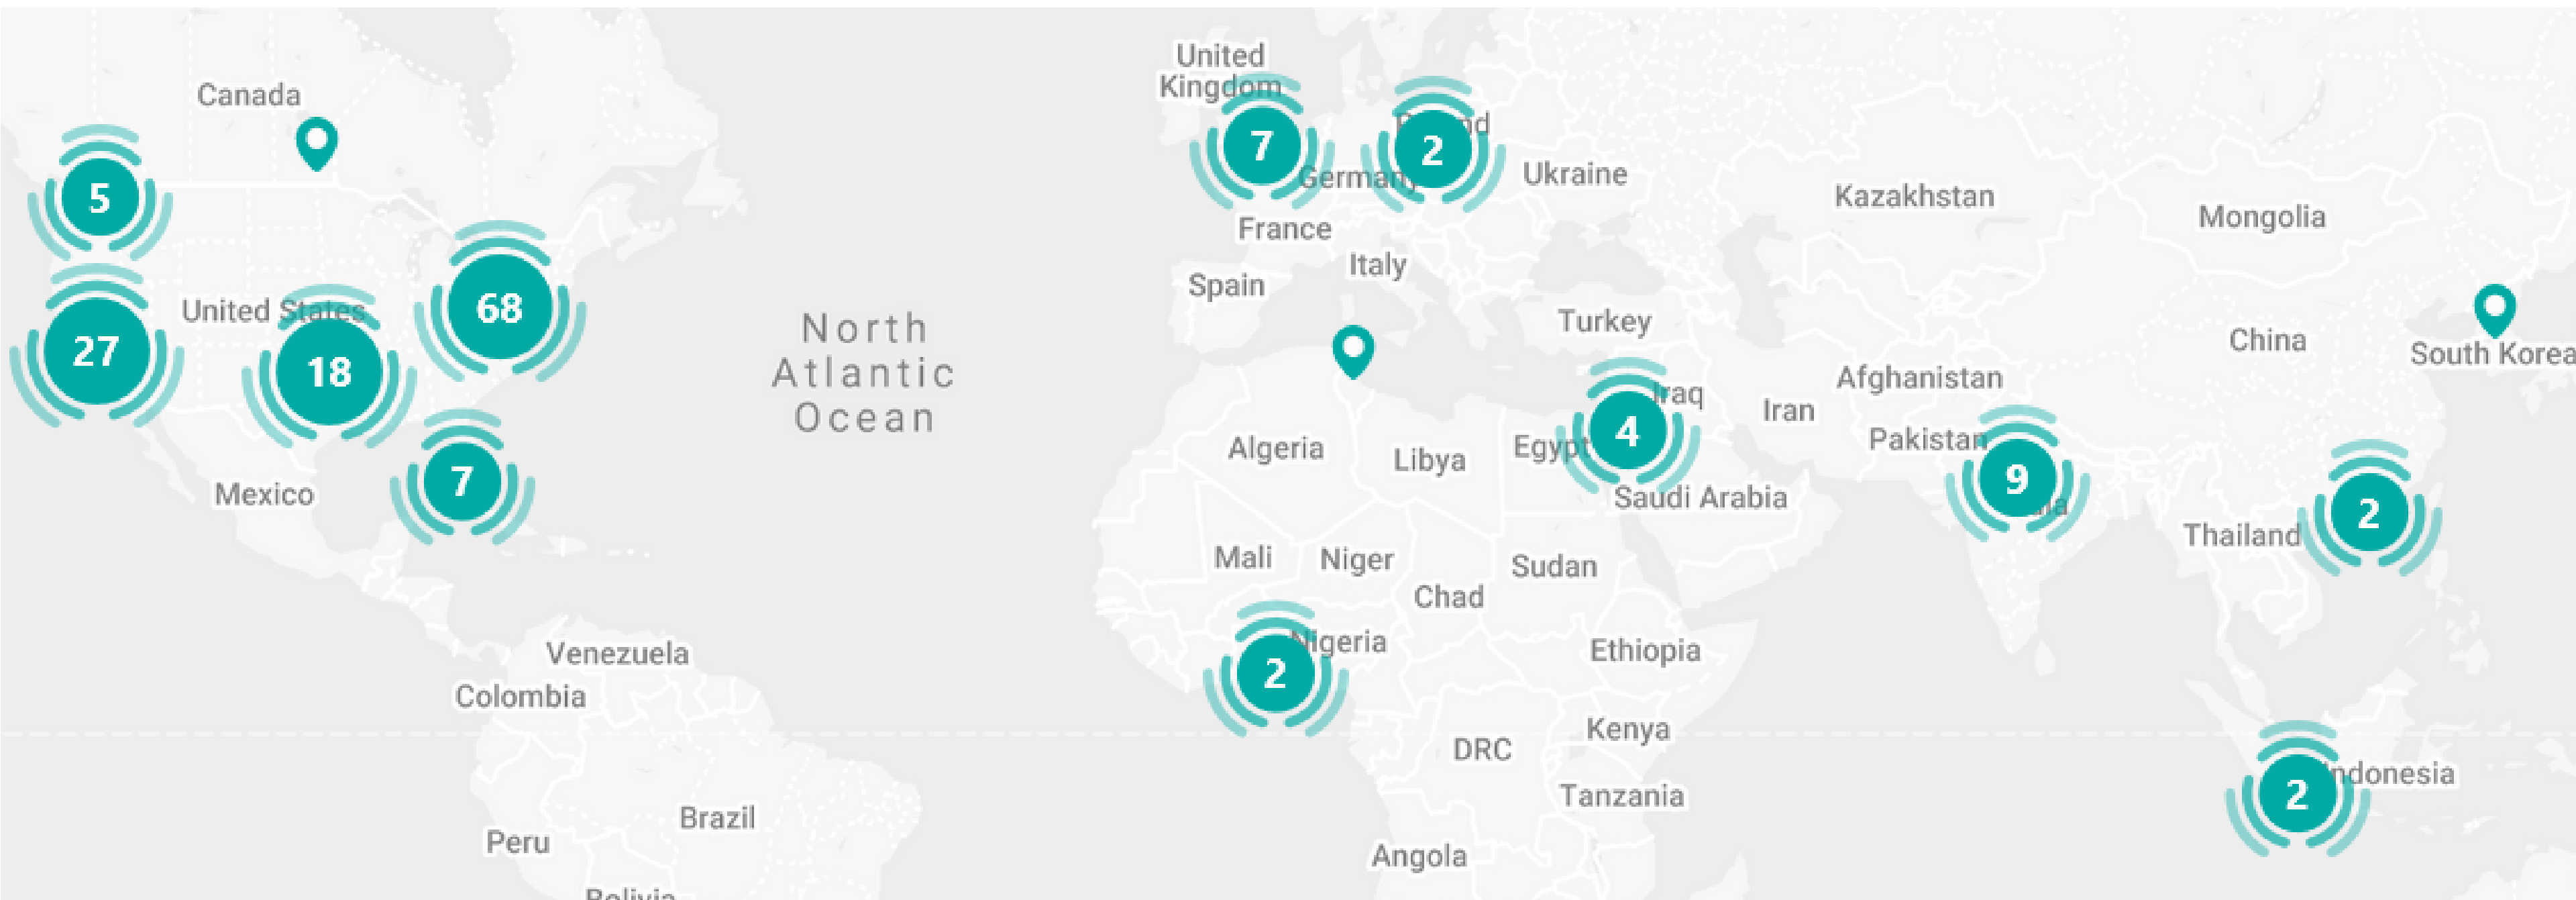 United
Kingdom
Canada
7
2
Ukraine
Germany
5
Kazakhstan
Mongolia
France
Italy
Spain
68
United States
North
Atlantic
Ocean
Turkey
China
South Korea
27
18
Afghanistan
Iraq
Iran
4
Pakistan
Algeria
Libya
Egypt
7
9
Mexico
Saudi Arabia
2
Thailand
Mali
Niger
Sudan
Chad
Nigeria
Ethiopia
Venezuela
2
Colombia
Kenya
DRC
Indonesia
2
Tanzania
Brazil
Peru
Angola